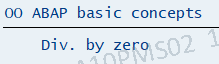 OO ABAP basic concepts
Div. by zero